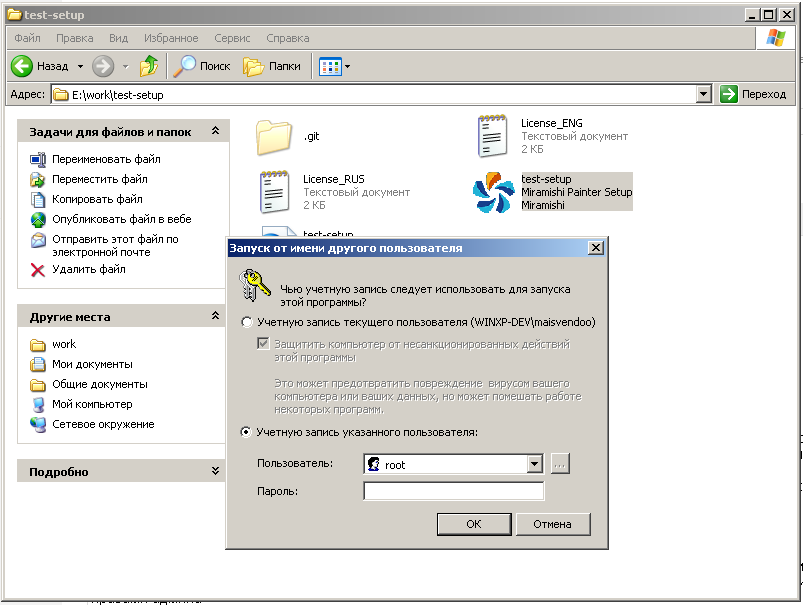 test-setup
Файл Правка Вид Избранное Сервис Справка
Назад Поиск Папки
Адрес: E:\work\test-setup Переход
Задачи для файлов и папок
Переименовать файл
Переместить файл
Копировать файл
Опубликовать файл в вебе
Отправить этот файл по
электронной почте
Удалить файл
Другие места
work
Мои документы
Общие документы
Мой компьютер
Сетевое окружение
Подробно
.git
License_ENG
Текстовый документ
2 КБ
License_RUS
Текстовый документ
2 КБ
test-setup
Miramishi Painter Setup
Miramishi
test-setup
Запуск от имени другого пользователя
Чью учетную запись следует использовать для запуска
этой программы?
Учетную запись текущего пользователя (WINXP-DEV\maisvendoo)
Защитить компьютер от несанкционированных действий
этой программы
Это может предотвратить повреждение вирусом вашего
компьютера или ваших данных, но может помешать работе
некоторых программ.
Учетную запись указанного пользователя:
Пользователь: root ...
Пароль:
OK Отмена